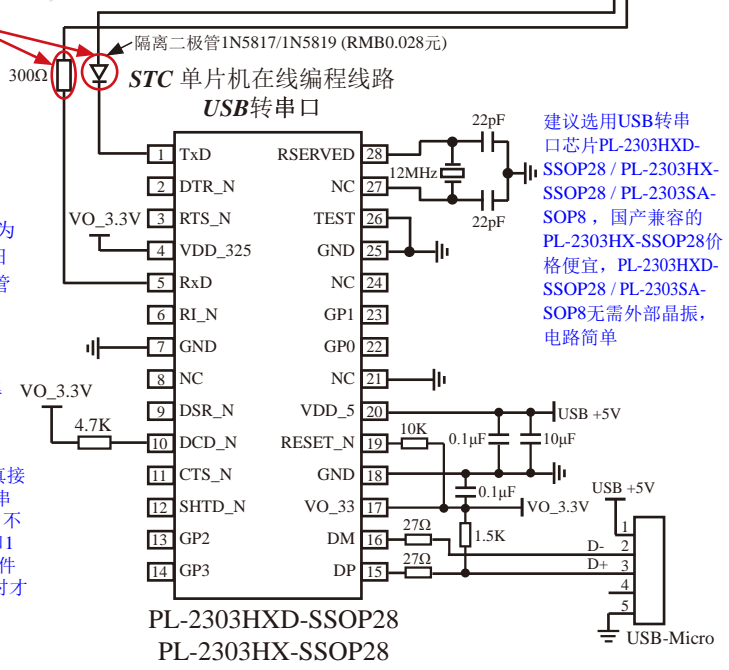 隔离二极管1N5817/1N5819 (RMB0.028元)
300Ω
STC 单片机在线编程线路
USB转串口
22pF
12MHz
22pF
建议选用USB转串
口芯片PL-2303HXD-
SSOP28 / PL-2303HX-
SSOP28 / PL-2303SA-
SOP8 ，国产兼容的
PL-2303HX-SSOP28价
格便宜，PL-2303HXD-
SSOP28 / PL-2303SA-
SOP8无需外部晶振，
电路简单
1 TxD RSERVED 28
2 DTR_N NC 27
VO_3.3V 3 RTS_N TEST 26
4 VDD_325 GND 25
5 RxD NC 24
6 RI_N GP1 23
7 GND GP0 22
8 NC NC 21
VO_3.3V
9 DSR_N VDD_5 20 USB +5V
4.7K 10 DCD_N RESET_N 19 10K 0.1μF 10μF
11 CTS_N GND 18
12 SHTD_N VO_33 17 0.1μF VO_3.3V
13 GP2 DM 16 27Ω 1.5K
14 GP3 DP 15 27Ω
USB +5V
1
D- 2
D+ 3
4
5
USB-Micro
为
管
接
串
不
1
件
才
PL-2303HXD-SSOP28
PL-2303HX-SSOP28